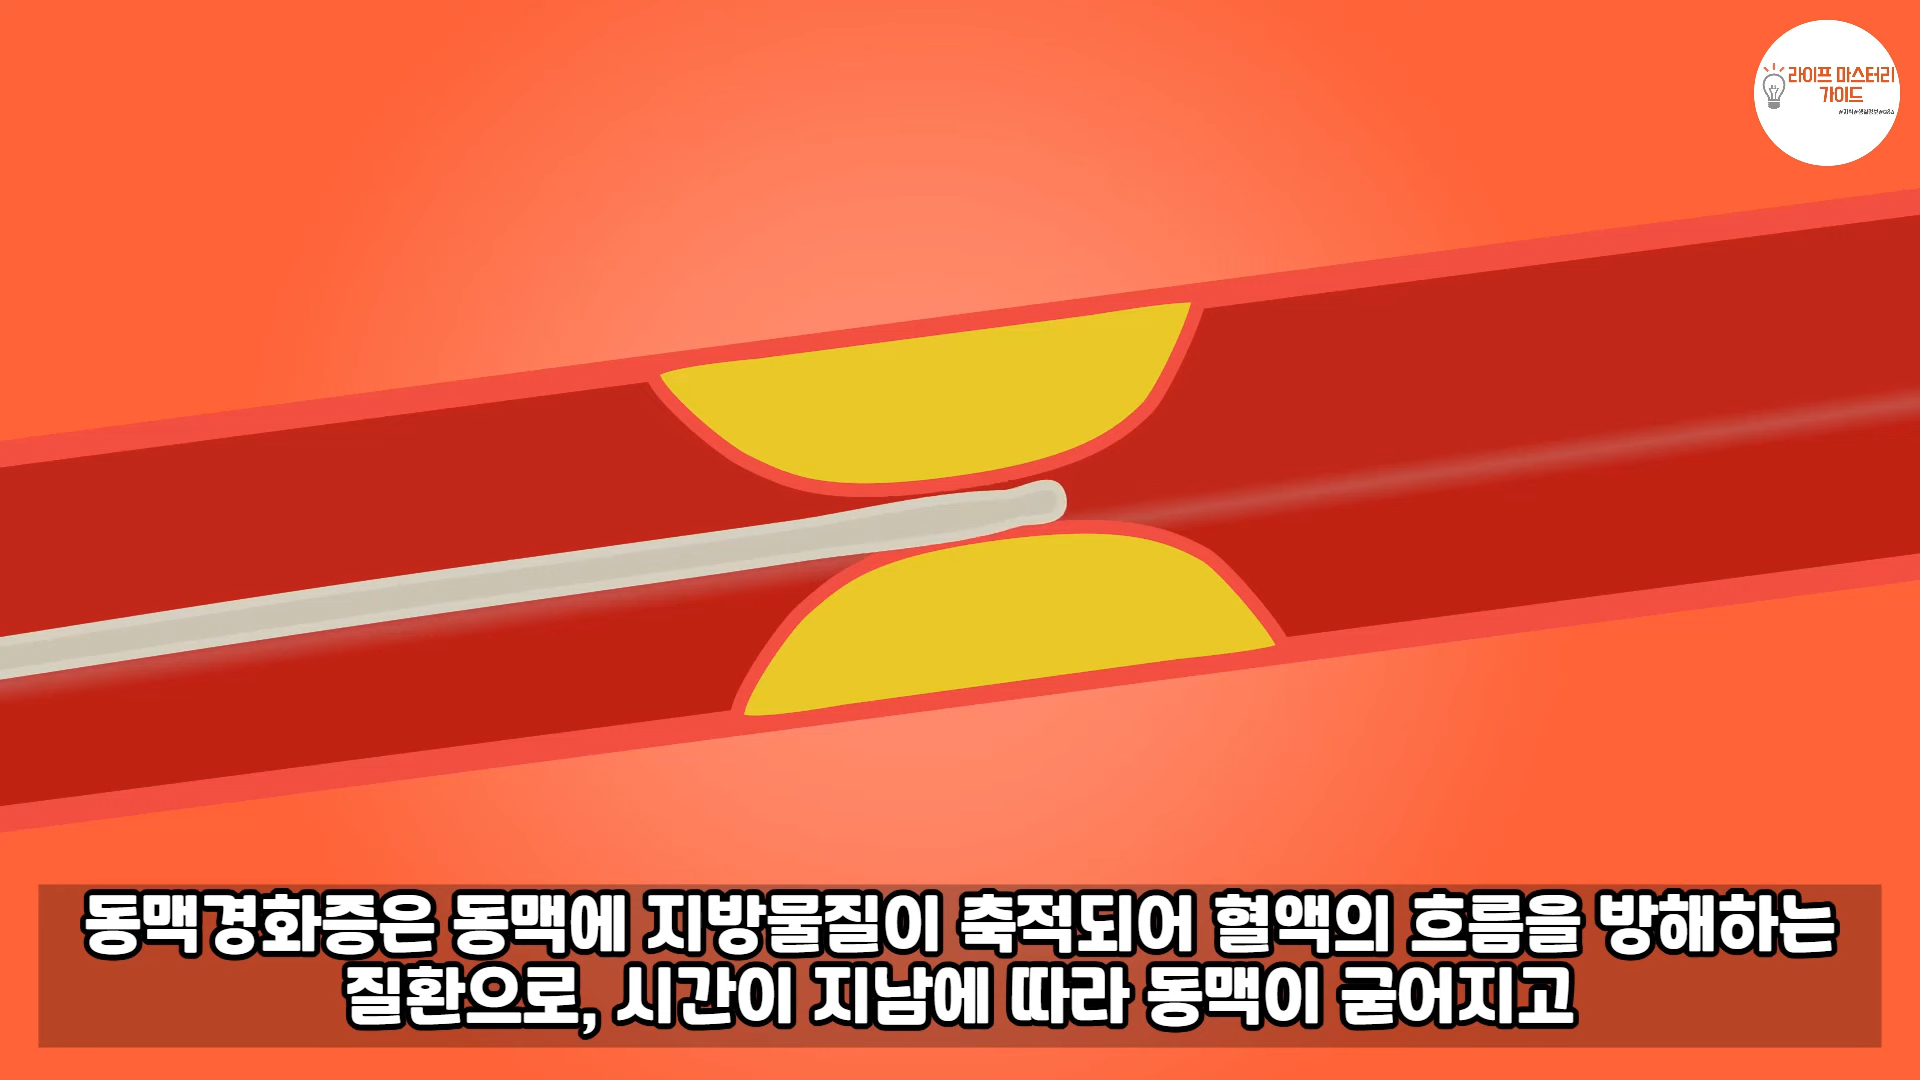 라이프 마스터리
가이드
동맥경화증은 동맥에 지방물질이 축적되어 혈액의 흐름을 방해하는
질환으로, 시간이 지남에 따라 동맥이 굳어지고